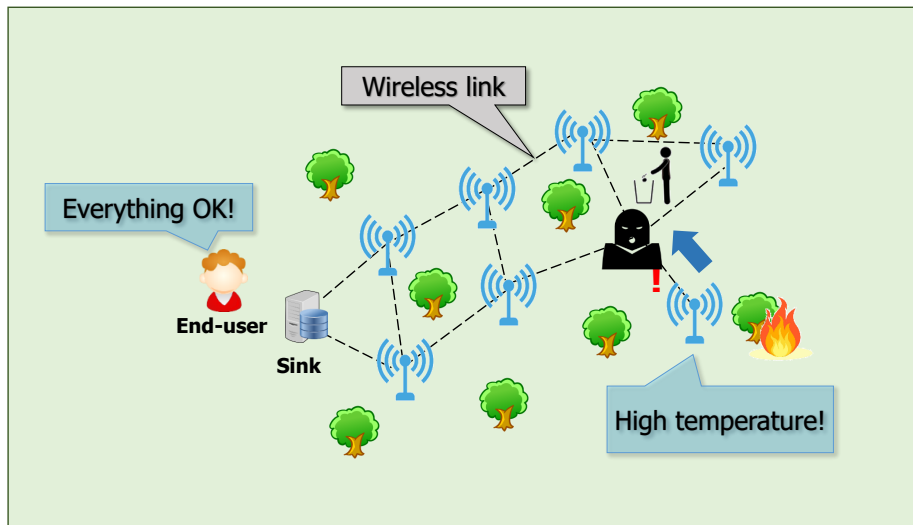 Wireless link
Everything OK!
End-user
Sink
!
High temperature!